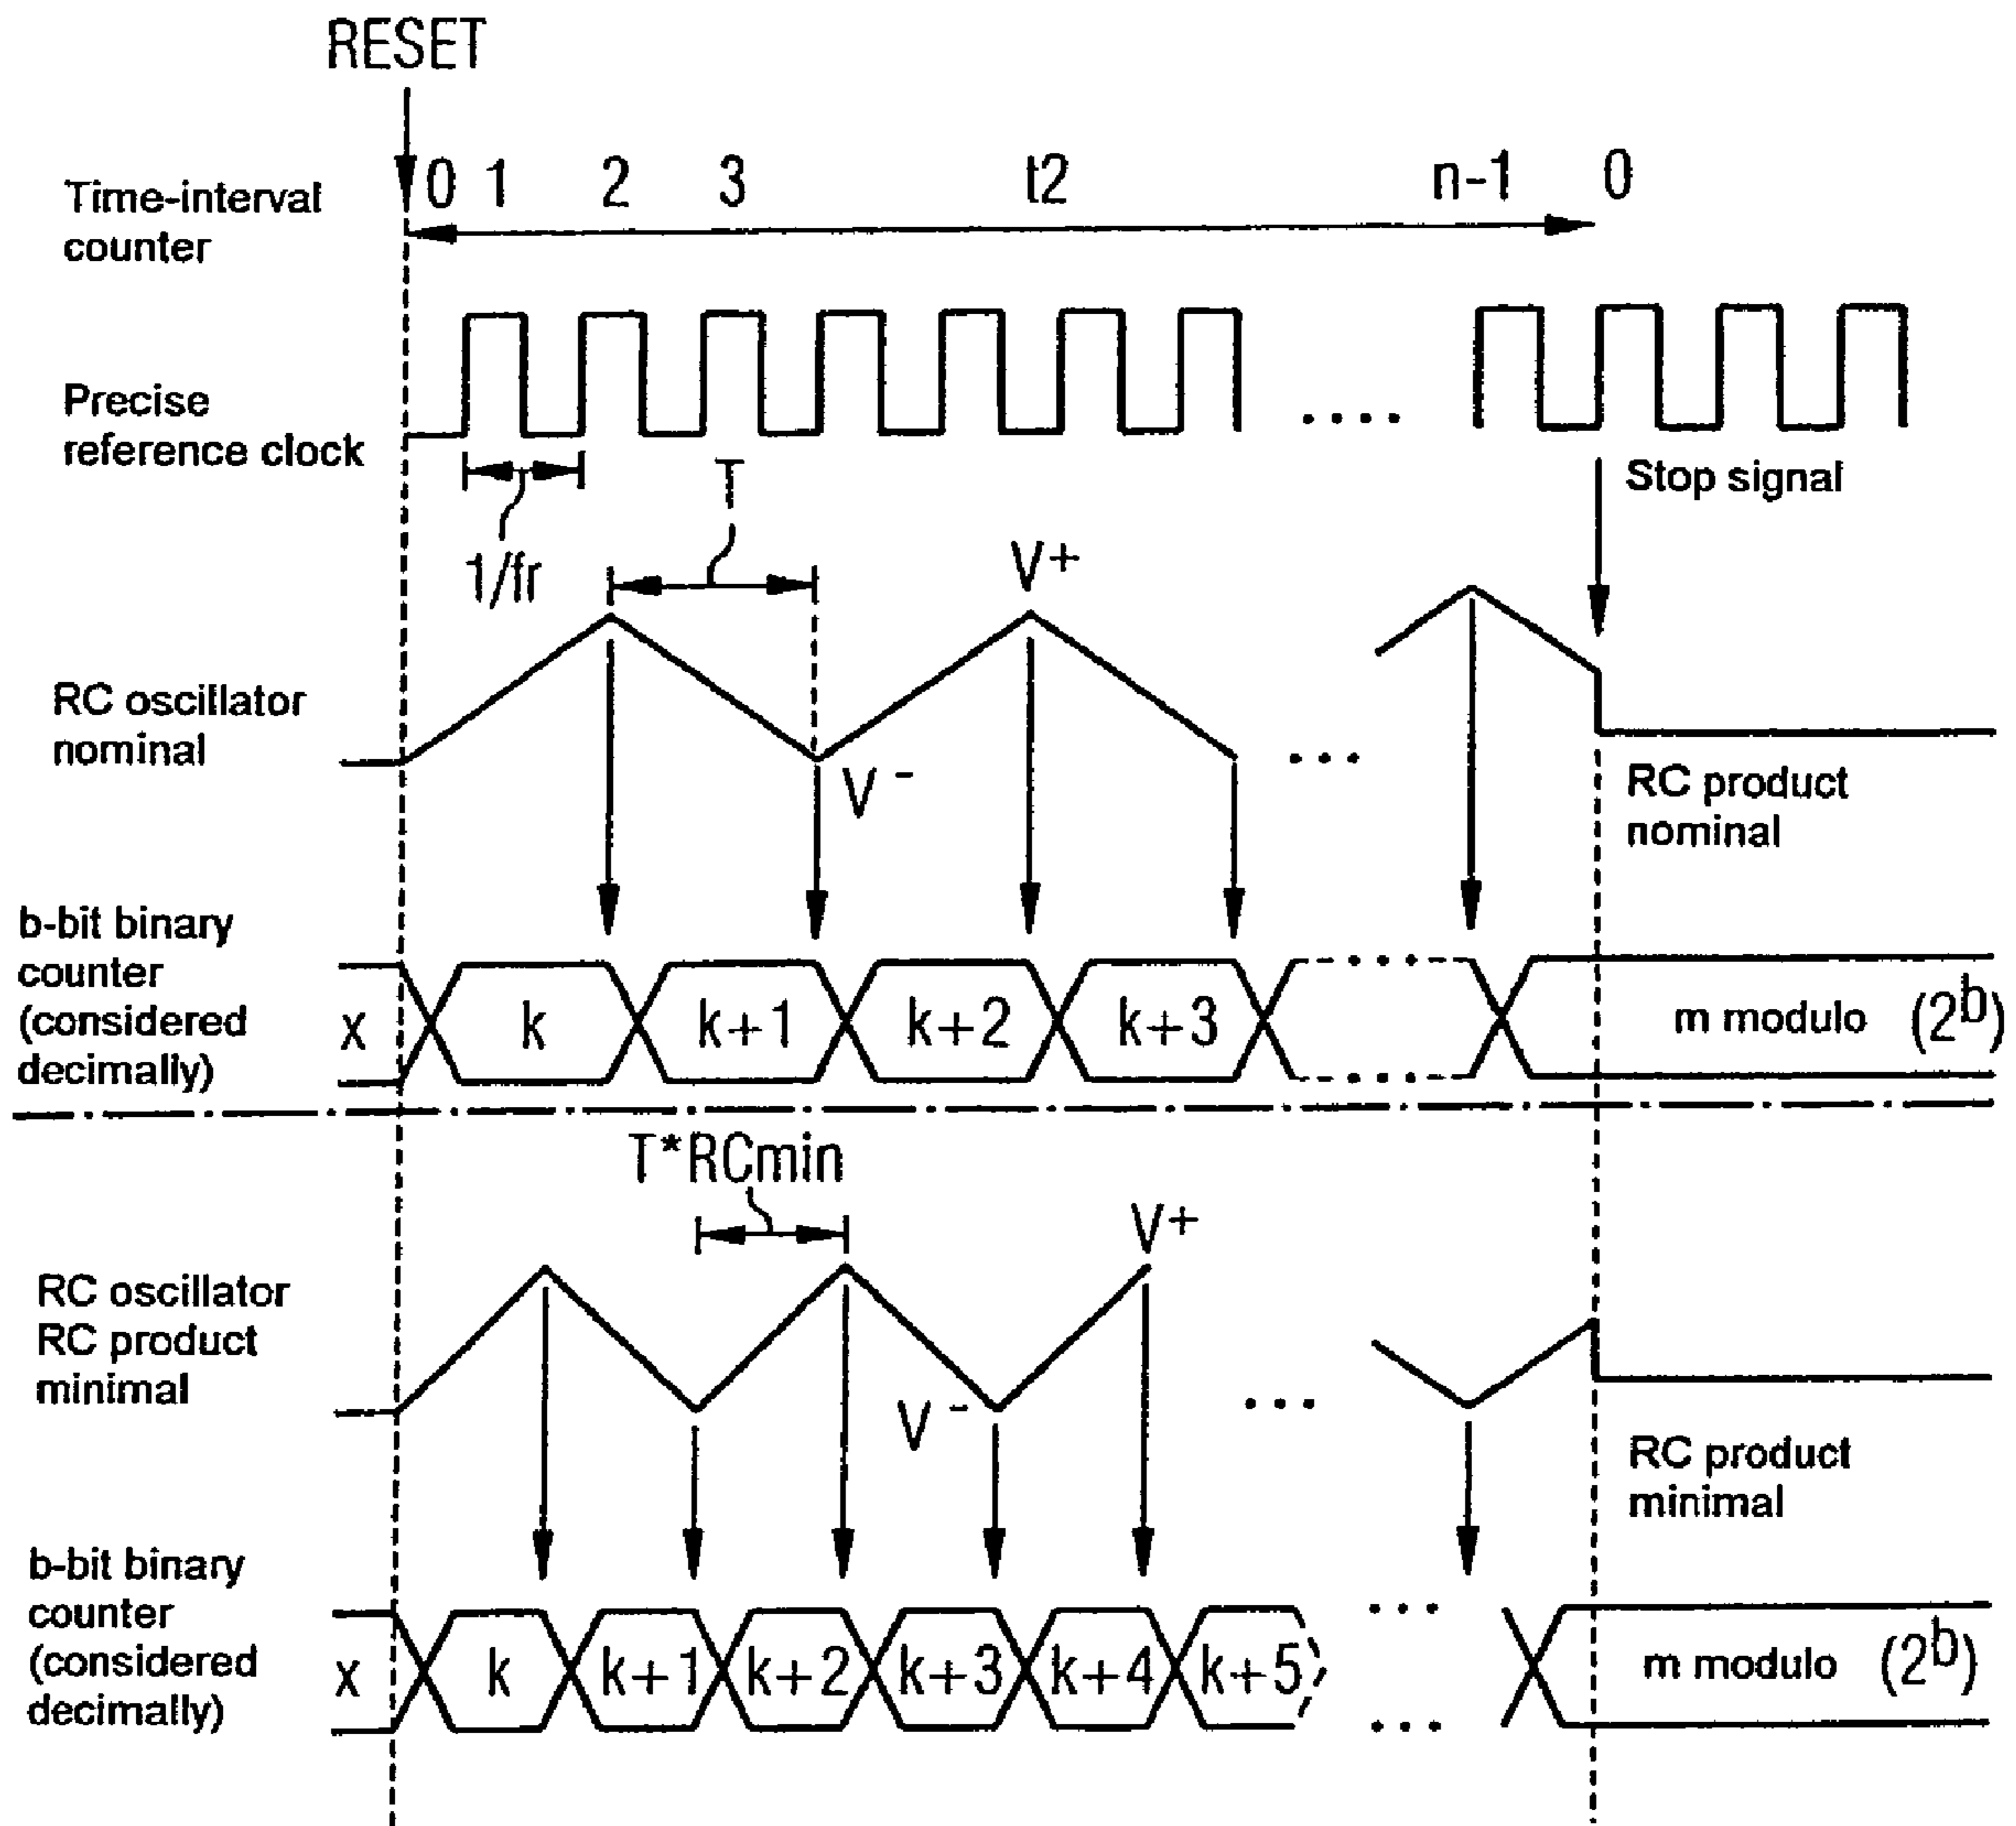 RESET
Time-interval
counter
0 1 2 3 t2 n-1 0
Precise
reference clock
....
Stop signal
1/fr
T
V+
RC oscillator
nominal
V-
...
RC product
nominal
b-bit binary
counter
(considered
decimally)
x k k+1 k+2 k+3 ... m modulo (2^b)
T*RCmin
V+
RC oscillator
RC product
minimal
V-
...
RC product
minimal
b-bit binary
counter
(considered
decimally)
x k k+1 k+2 k+3 k+4 k+5 ... m modulo (2^b)